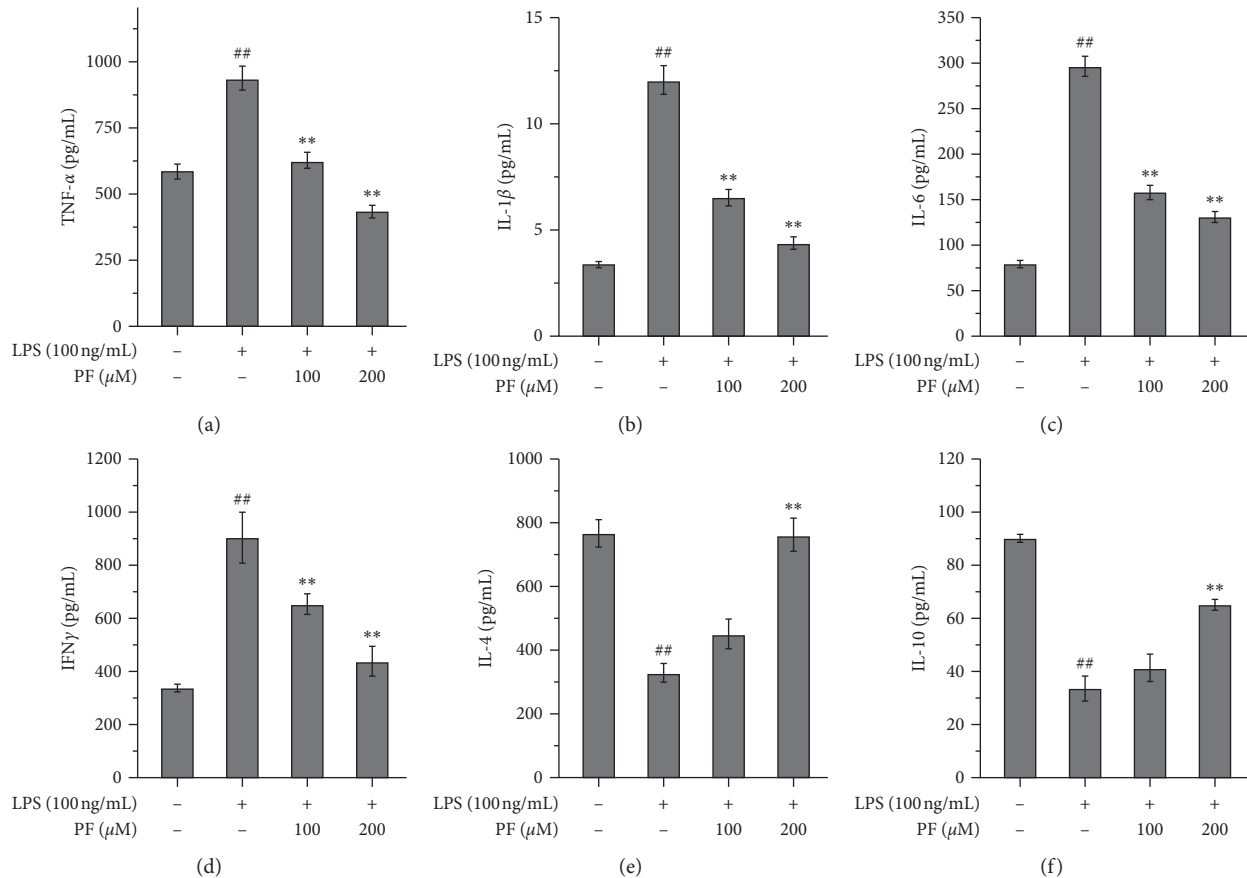 1000
750
500
250
0
TNF-α (pg/mL)
##
**
**
LPS (100 ng/mL) – + + +
PF (μM) – – 100 200
(a)
15
12
9
6
3
0
IL-1β (pg/mL)
##
**
**
LPS (100 ng/mL) – + + +
PF (μM) – – 100 200
(b)
350
300
250
200
150
100
50
0
IL-6 (pg/mL)
##
**
**
LPS (100 ng/mL) – + + +
PF (μM) – – 100 200
(c)
1200
1000
800
600
400
200
0
IFNγ (pg/mL)
##
**
**
LPS (100 ng/mL) – + + +
PF (μM) – – 100 200
(d)
1000
800
600
400
200
0
IL-4 (pg/mL)
##
**
LPS (100 ng/mL) – + + +
PF (μM) – – 100 200
(e)
120
100
80
60
40
20
0
IL-10 (pg/mL)
##
**
LPS (100 ng/mL) – + + +
PF (μM) – – 100 200
(f)